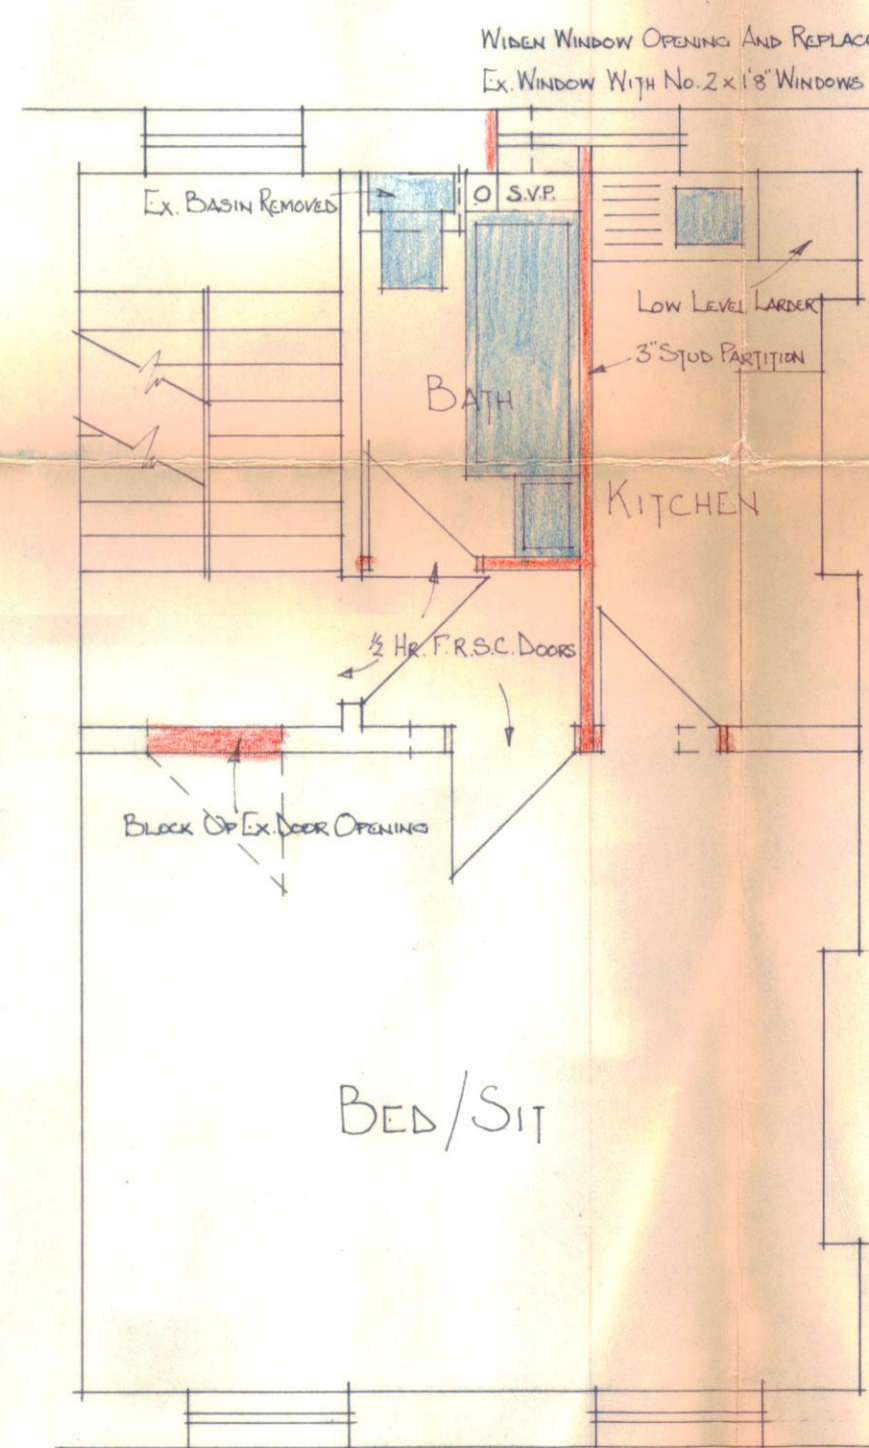 WIDEN WINDOW OPENING AND REPLAC
EX. WINDOW WITH NO. 2 x 1'8" WINDOWS
EX. BASIN REMOVED
O S.V.P.
LOW LEVEL LARDER
3" STUD PARTITION
BATH
KITCHEN
½ HR. F.R.S.C. DOORS
BLOCK UP EX. DOOR OPENING
BED/SIT